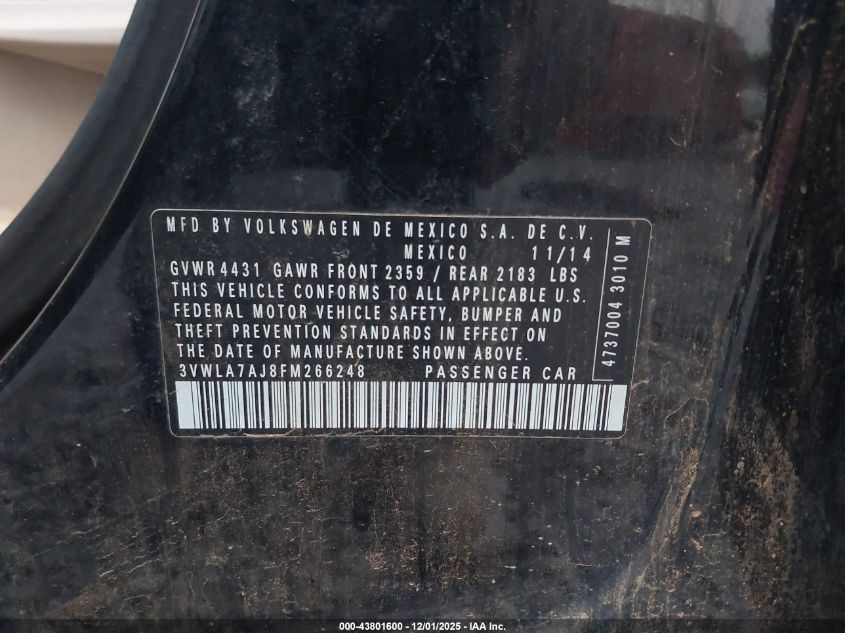 MFD BY VOLKSWAGEN DE MEXICO S.A. DE C.V.
MEXICO 11/14
GVWR 4431 GAWR FRONT 2359 / REAR 2183 LBS
THIS VEHICLE CONFORMS TO ALL APPLICABLE U.S.
FEDERAL MOTOR VEHICLE SAFETY, BUMPER AND
THEFT PREVENTION STANDARDS IN EFFECT ON
THE DATE OF MANUFACTURE SHOWN ABOVE.
3VWLA7AJ8FM266248 PASSENGER CAR
4737004 3010 M
000-43801600 - 12/01/2025 - IAA Inc.